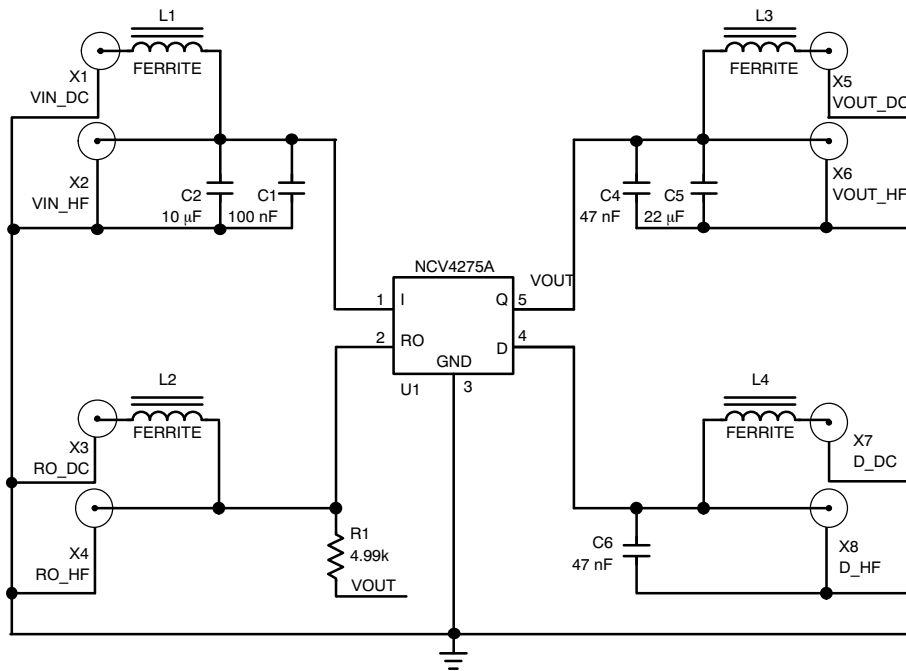 L1
FERRITE
X1
VIN_DC
X2
VIN_HF
C2
10 μF
C1
100 nF
L3
FERRITE
X5
VOUT_DC
X6
VOUT_HF
C4
47 nF
C5
22 μF
NCV4275A
VOUT
1
I
Q
5
2
RO
D
4
GND
U1
3
L2
FERRITE
X3
RO_DC
X4
RO_HF
R1
4.99k
VOUT
L4
FERRITE
X7
D_DC
C6
47 nF
X8
D_HF